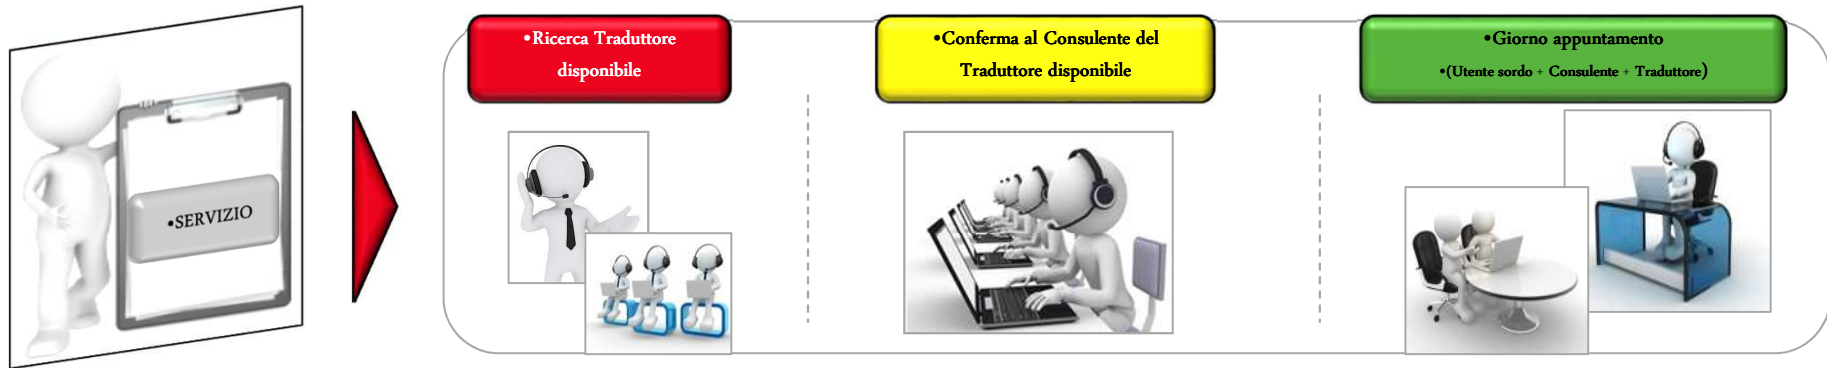 •SERVIZIO
•Ricerca Traduttore
disponibile
•Conferma al Consulente del
Traduttore disponibile
•Giorno appuntamento
•(Utente sordo + Consulente + Traduttore)